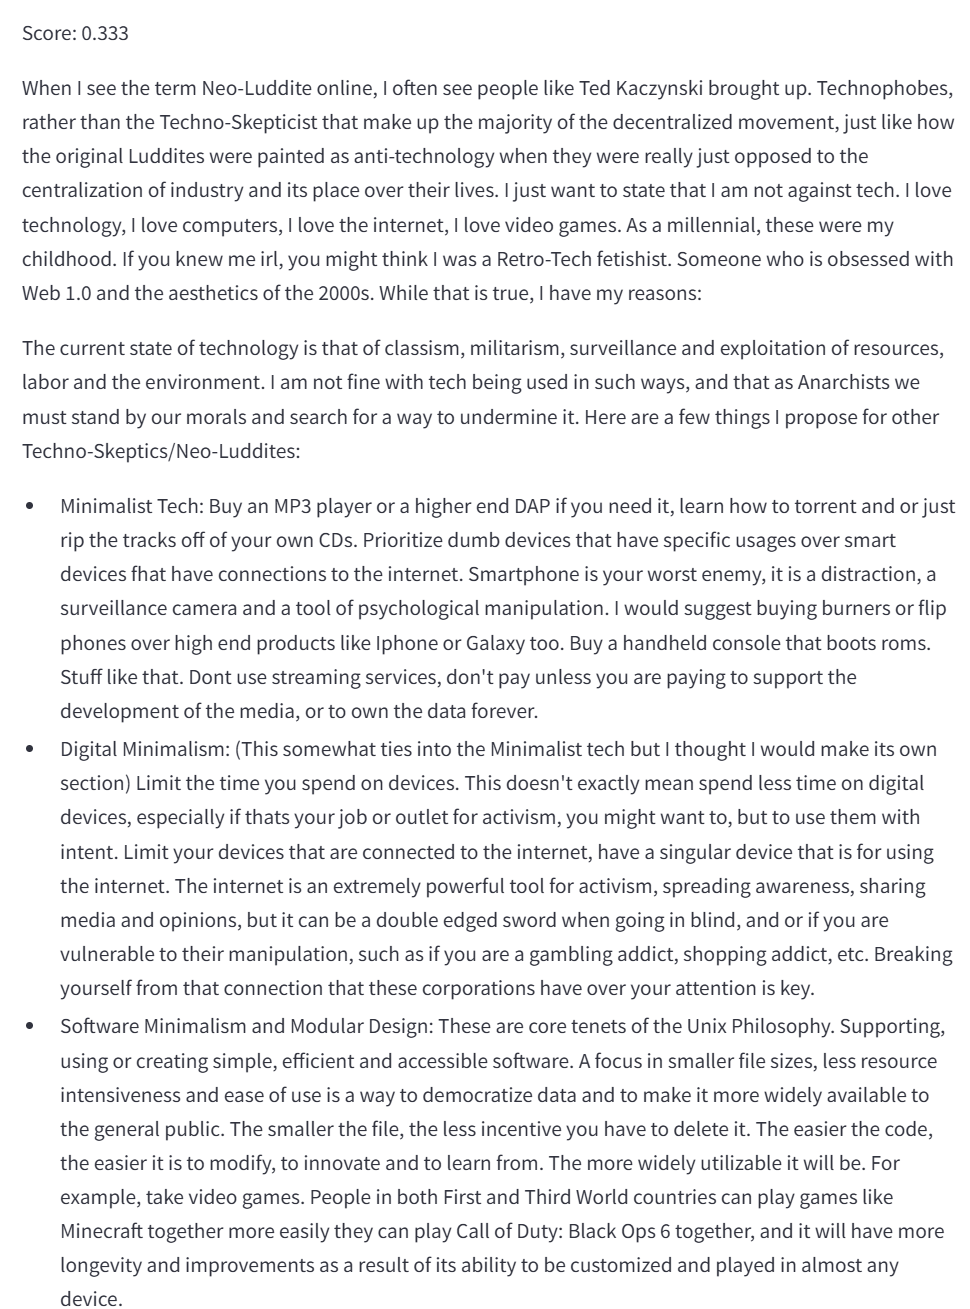 Score: 0.333
When I see the term Neo-Luddite online, I often see people like Ted Kaczynski brought up. Technophobes,
rather than the Techno-Skepticist that make up the majority of the decentralized movement, just like how
the original Luddites were painted as anti-technology when they were really just opposed to the
centralization of industry and its place over their lives. I just want to state that I am not against tech. I love
technology, I love computers, I love the internet, I love video games. As a millennial, these were my
childhood. If you knew me irl, you might think I was a Retro-Tech fetishist. Someone who is obsessed with
Web 1.0 and the aesthetics of the 2000s. While that is true, I have my reasons:
The current state of technology is that of classism, militarism, surveillance and exploitation of resources,
labor and the environment. I am not fine with tech being used in such ways, and that as Anarchists we
must stand by our morals and search for a way to undermine it. Here are a few things I propose for other
Techno-Skeptics/Neo-Luddites:
• Minimalist Tech: Buy an MP3 player or a higher end DAP if you need it, learn how to torrent and or just
rip the tracks off of your own CDs. Prioritize dumb devices that have specific usages over smart
devices fhat have connections to the internet. Smartphone is your worst enemy, it is a distraction, a
surveillance camera and a tool of psychological manipulation. I would suggest buying burners or flip
phones over high end products like Iphone or Galaxy too. Buy a handheld console that boots roms.
Stuff like that. Dont use streaming services, don't pay unless you are paying to support the
development of the media, or to own the data forever.
• Digital Minimalism: (This somewhat ties into the Minimalist tech but I thought I would make its own
section) Limit the time you spend on devices. This doesn't exactly mean spend less time on digital
devices, especially if thats your job or outlet for activism, you might want to, but to use them with
intent. Limit your devices that are connected to the internet, have a singular device that is for using
the internet. The internet is an extremely powerful tool for activism, spreading awareness, sharing
media and opinions, but it can be a double edged sword when going in blind, and or if you are
vulnerable to their manipulation, such as if you are a gambling addict, shopping addict, etc. Breaking
yourself from that connection that these corporations have over your attention is key.
• Software Minimalism and Modular Design: These are core tenets of the Unix Philosophy. Supporting,
using or creating simple, efficient and accessible software. A focus in smaller file sizes, less resource
intensiveness and ease of use is a way to democratize data and to make it more widely available to
the general public. The smaller the file, the less incentive you have to delete it. The easier the code,
the easier it is to modify, to innovate and to learn from. The more widely utilizable it will be. For
example, take video games. People in both First and Third World countries can play games like
Minecraft together more easily they can play Call of Duty: Black Ops 6 together, and it will have more
longevity and improvements as a result of its ability to be customized and played in almost any
device.